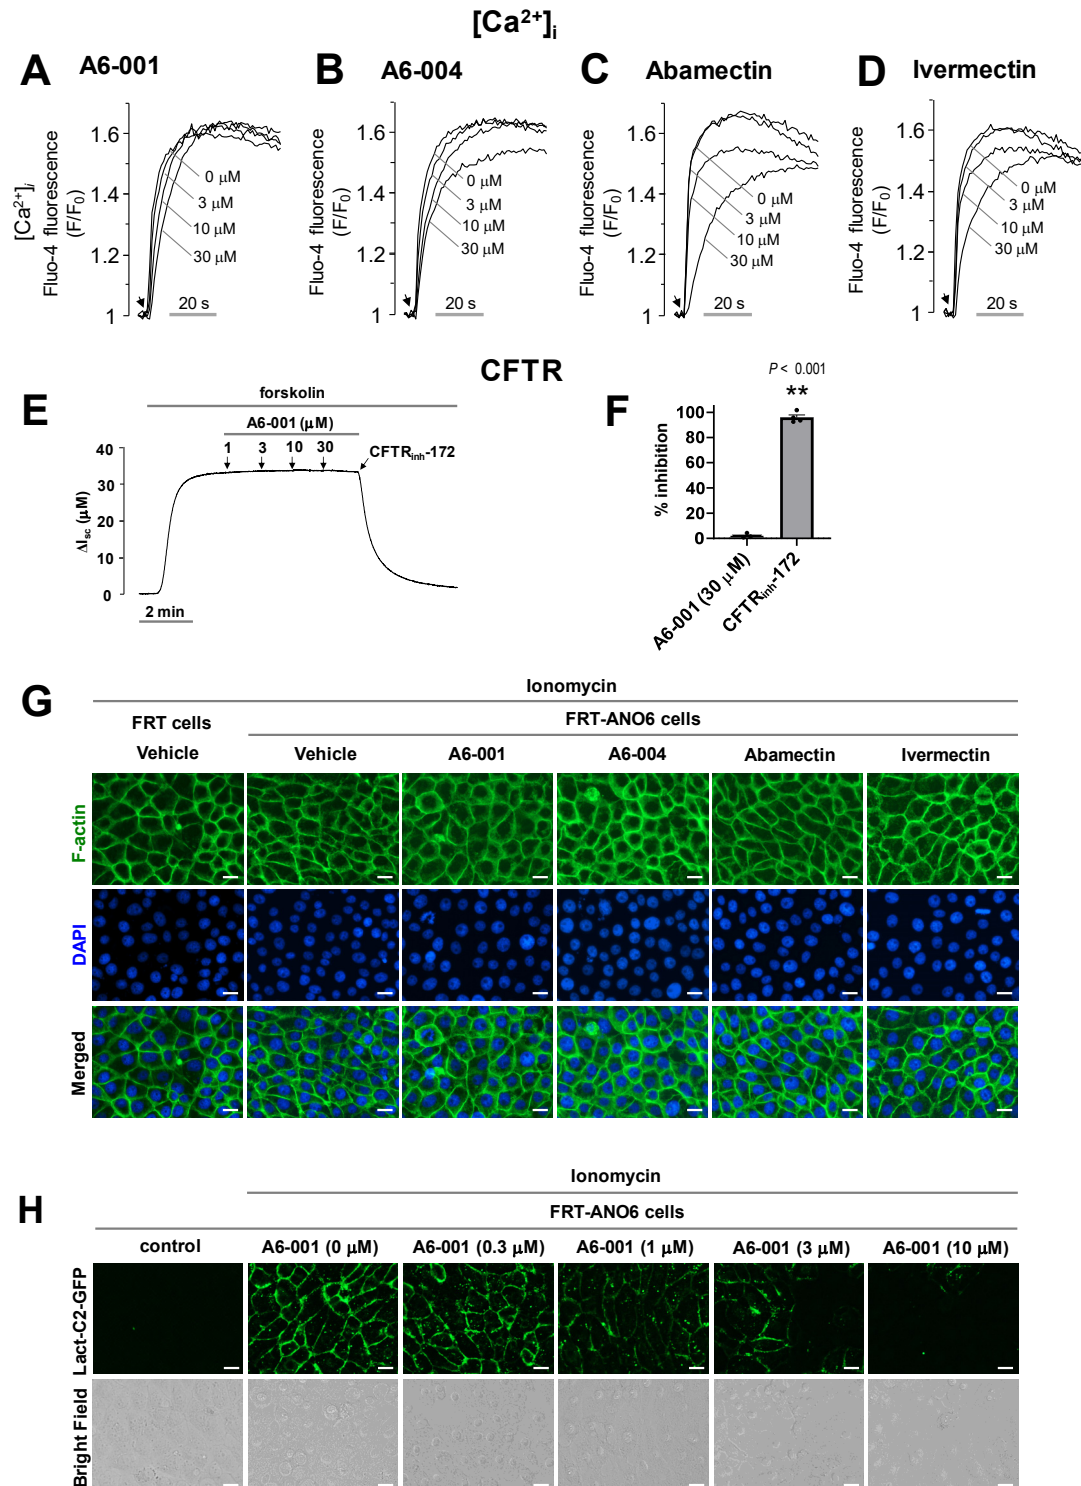 [Ca²⁺]ᵢ
A A6-001
B A6-004
C Abamectin
D Ivermectin
[Ca²⁺]ᵢ
Fluo-4 fluorescence
(F/F₀)
1.6
1.4
1.2
1
0 μM
3 μM
10 μM
30 μM
20 s
Fluo-4 fluorescence
(F/F₀)
1.6
1.4
1.2
1
0 μM
3 μM
10 μM
30 μM
20 s
Fluo-4 fluorescence
(F/F₀)
1.6
1.4
1.2
1
0 μM
3 μM
10 μM
30 μM
20 s
Fluo-4 fluorescence
(F/F₀)
1.6
1.4
1.2
1
0 μM
3 μM
10 μM
30 μM
20 s
CFTR
E
forskolin
A6-001 (μM)
1 3 10 30
CFTRinh-172
ΔIsc (μM)
40
30
20
10
0
2 min
F
P < 0.001
**
% inhibition
100
80
60
40
20
0
A6-001 (30 μM)
CFTRinh-172
G
Ionomycin
FRT cells
FRT-ANO6 cells
Vehicle Vehicle A6-001 A6-004 Abamectin Ivermectin
F-actin
DAPI
Merged
H
Ionomycin
FRT-ANO6 cells
control A6-001 (0 μM) A6-001 (0.3 μM) A6-001 (1 μM) A6-001 (3 μM) A6-001 (10 μM)
Lact-C2-GFP
Bright Field